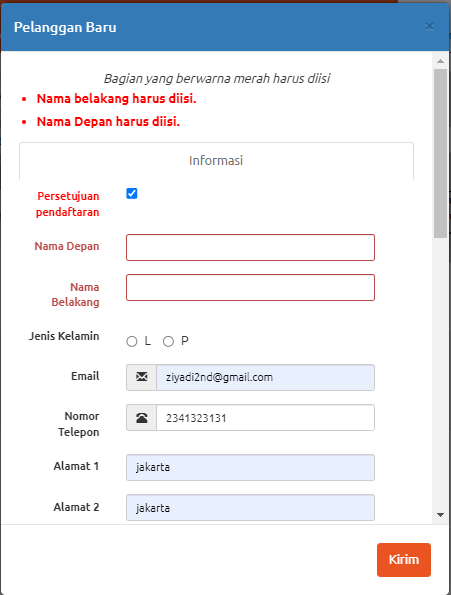 Pelanggan Baru
×
Bagian yang berwarna merah harus diisi
Nama belakang harus diisi.
Nama Depan harus diisi.
Informasi
Persetujuan
pendaftaran
Nama Depan
Nama
Belakang
Jenis Kelamin
L
P
Email
ziyadi2nd@gmail.com
Nomor
Telepon
2341323131
Alamat 1
jakarta
Alamat 2
jakarta
Kirim